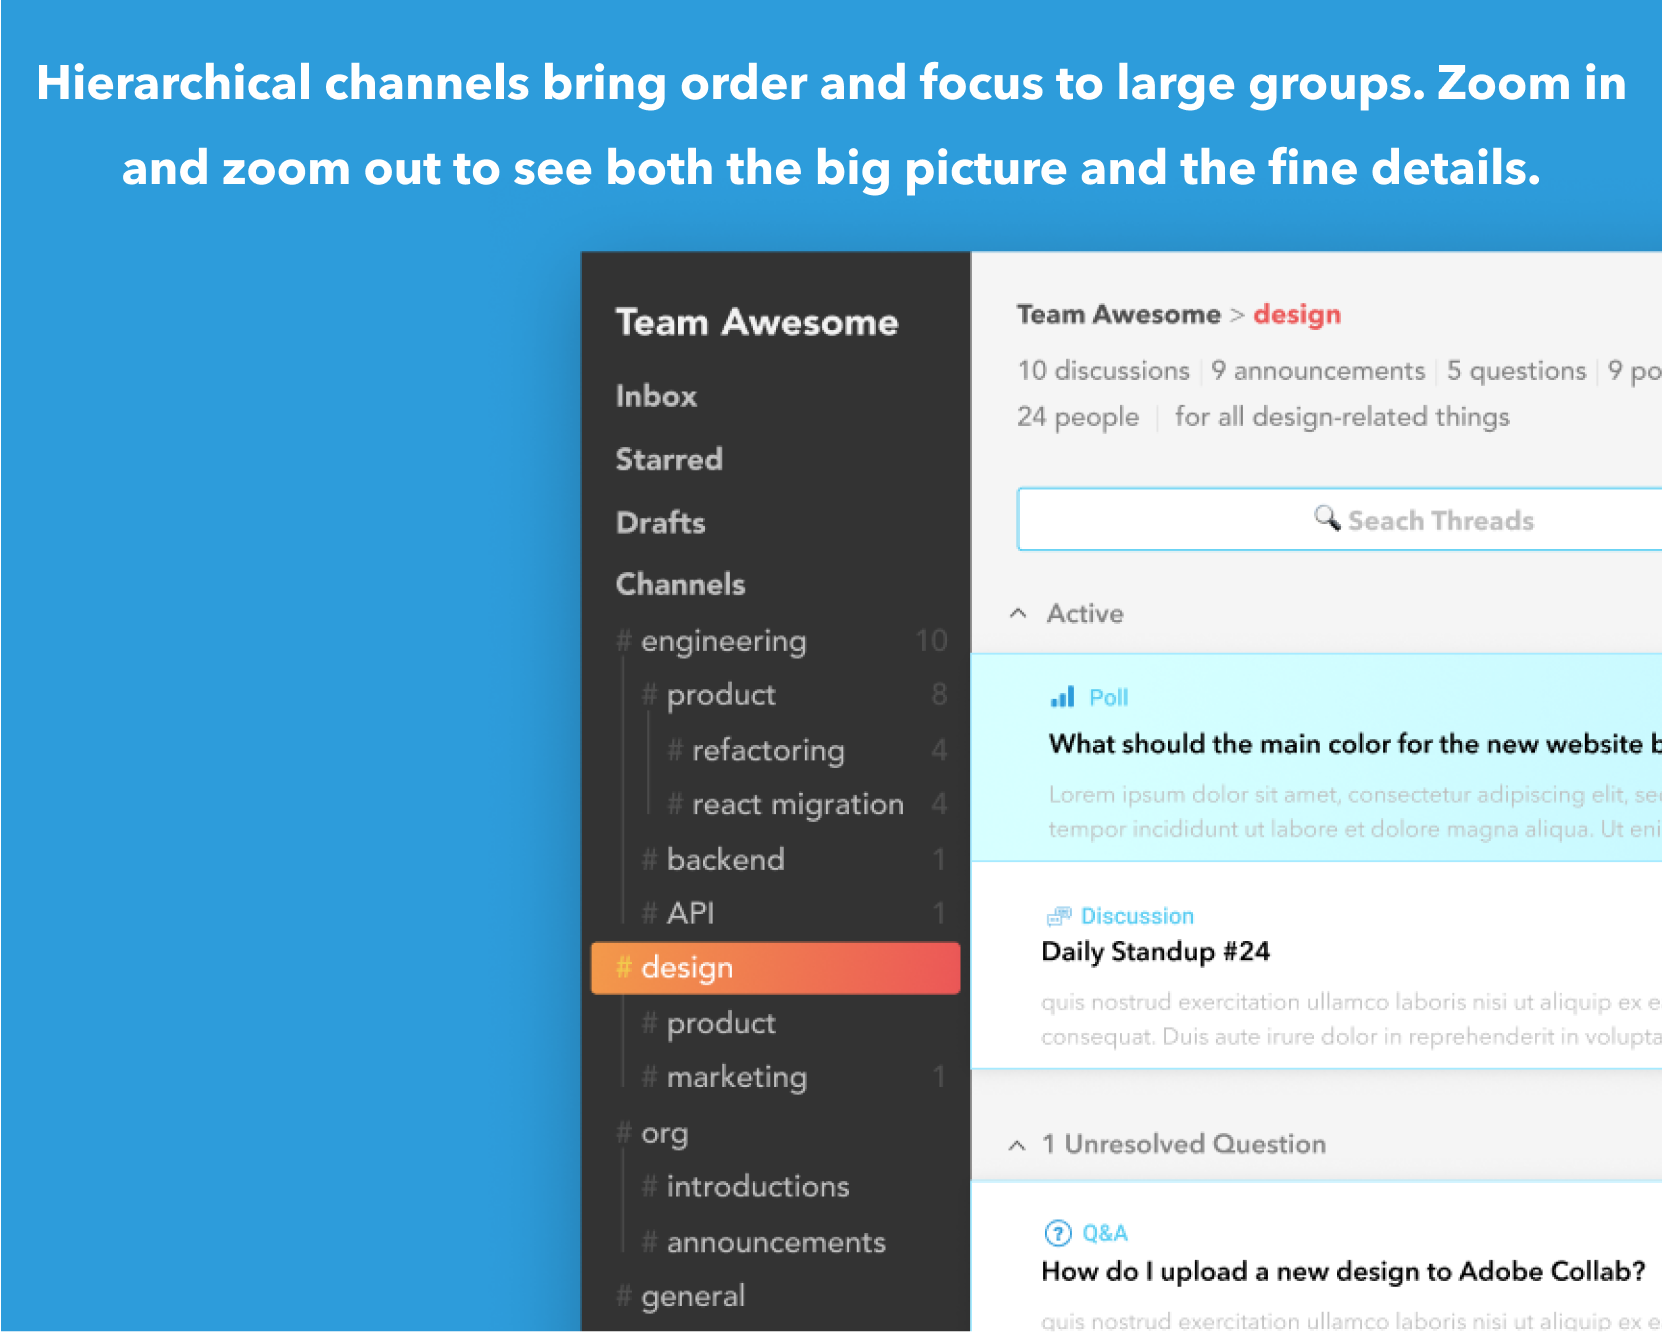 Hierarchical channels bring order and focus to large groups. Zoom in
and zoom out to see both the big picture and the fine details.
Team Awesome
Inbox
Starred
Drafts
Channels
# engineering 10
# product 8
# refactoring 4
# react migration 4
# backend 1
# API 1
# design
# product
# marketing 1
# org
# introductions
# announcements
# general
Team Awesome > design
10 discussions | 9 announcements | 5 questions | 9 po
24 people | for all design-related things
Seach Threads
Active
Poll
What should the main color for the new website b
Lorem ipsum dolor sit amet, consectetur adipiscing elit, se
tempor incididunt ut labore et dolore magna aliqua. Ut eni
Discussion
Daily Standup #24
quis nostrud exercitation ullamco laboris nisi ut aliquip ex e
consequat. Duis aute irure dolor in reprehenderit in volupta
1 Unresolved Question
Q&A
How do I upload a new design to Adobe Collab?
quis nostrud exercitation ullamco laboris nisi ut aliquip ex e